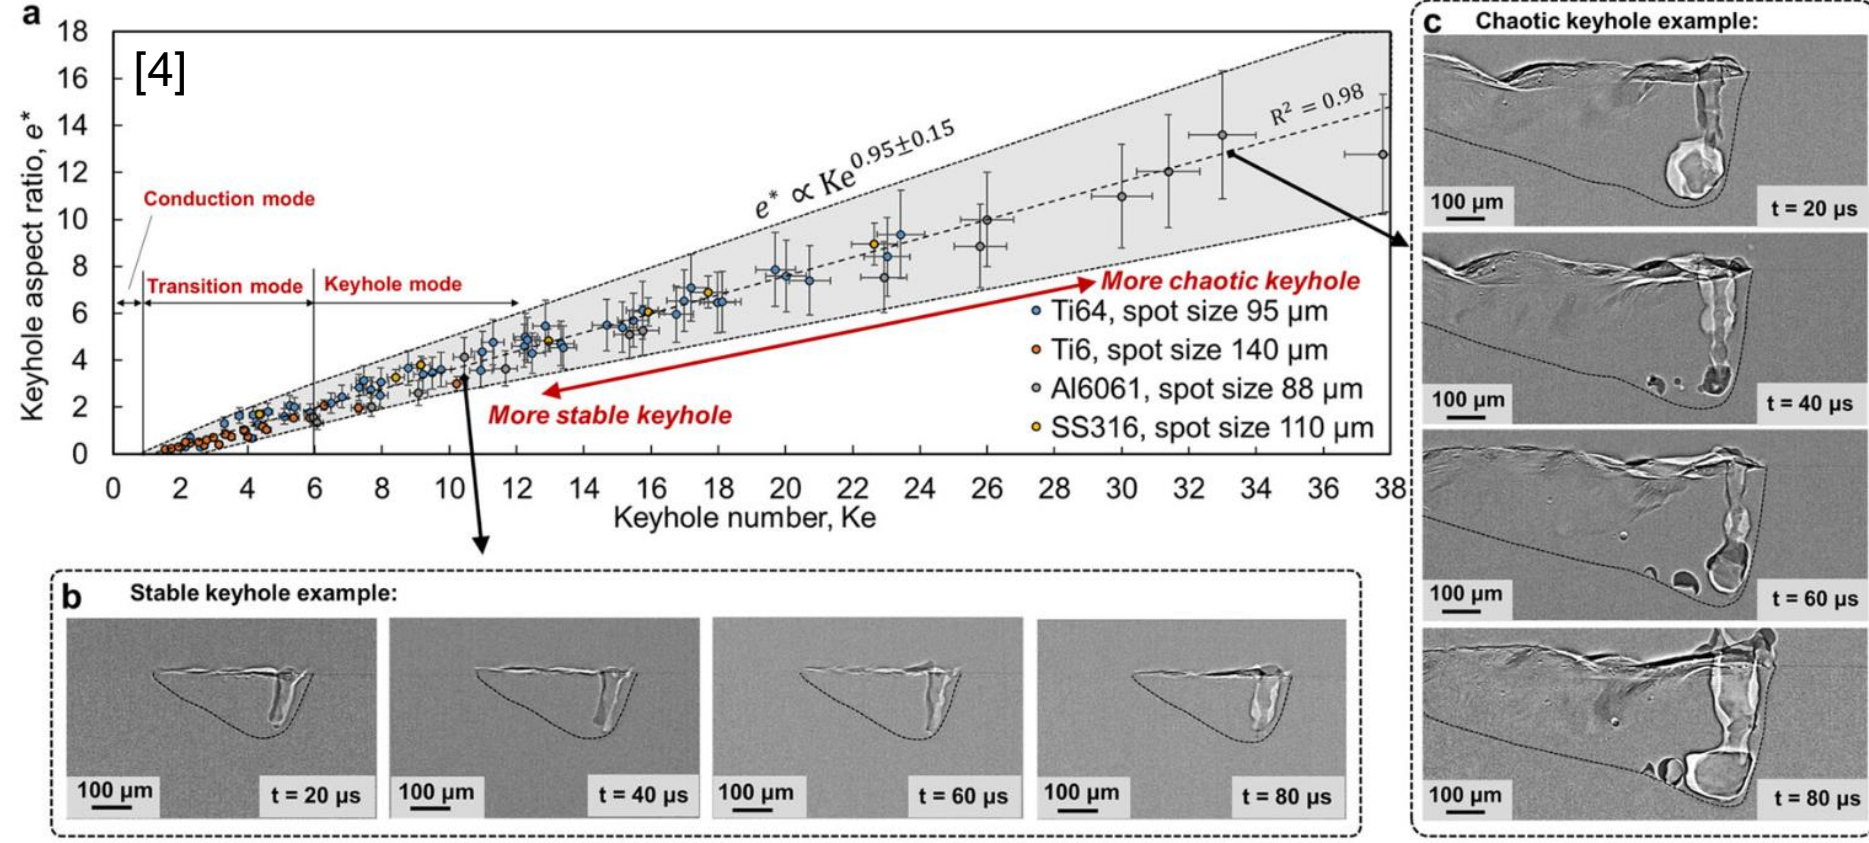 a
[4]
18
16
14
12
10
8
6
4
2
0
Keyhole aspect ratio, e*
0 2 4 6 8 10 12 14 16 18 20 22 24 26 28 30 32 34 36 38
Keyhole number, Ke
Conduction mode
Transition mode
Keyhole mode
e* ∝ Ke^0.95±0.15
R² = 0.98
More chaotic keyhole
More stable keyhole
Ti64, spot size 95 μm
Ti6, spot size 140 μm
Al6061, spot size 88 μm
SS316, spot size 110 μm
b Stable keyhole example:
100 μm t = 20 μs
100 μm t = 40 μs
100 μm t = 60 μs
100 μm t = 80 μs
c Chaotic keyhole example:
100 μm t = 20 μs
100 μm t = 40 μs
100 μm t = 60 μs
100 μm t = 80 μs